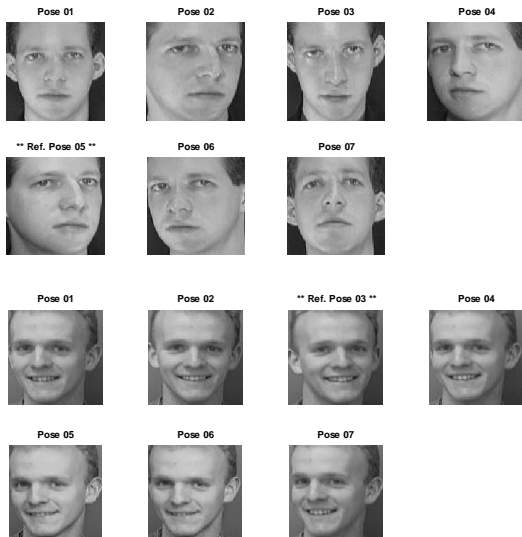 Pose 01 Pose 02 Pose 03 Pose 04
** Ref. Pose 05 ** Pose 06 Pose 07
Pose 01 Pose 02 ** Ref. Pose 03 ** Pose 04
Pose 05 Pose 06 Pose 07